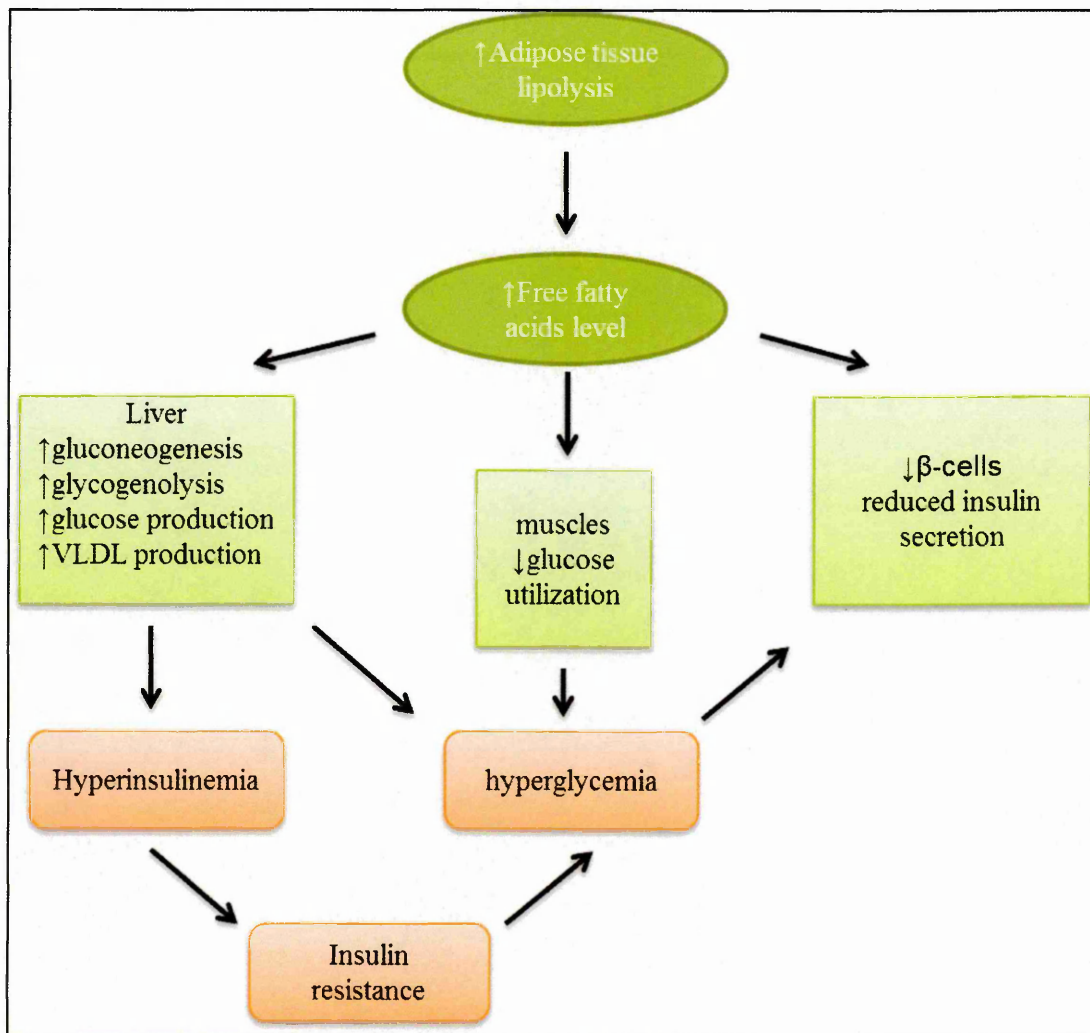 ↑Adipose tissue
lipolysis
↑Free fatty
acids level
Liver
↑gluconeogenesis
↑glycogenolysis
↑glucose production
↑VLDL production
muscles
↓glucose
utilization
↓β-cells
reduced insulin
secretion
Hyperinsulinemia
hyperglycemia
Insulin
resistance